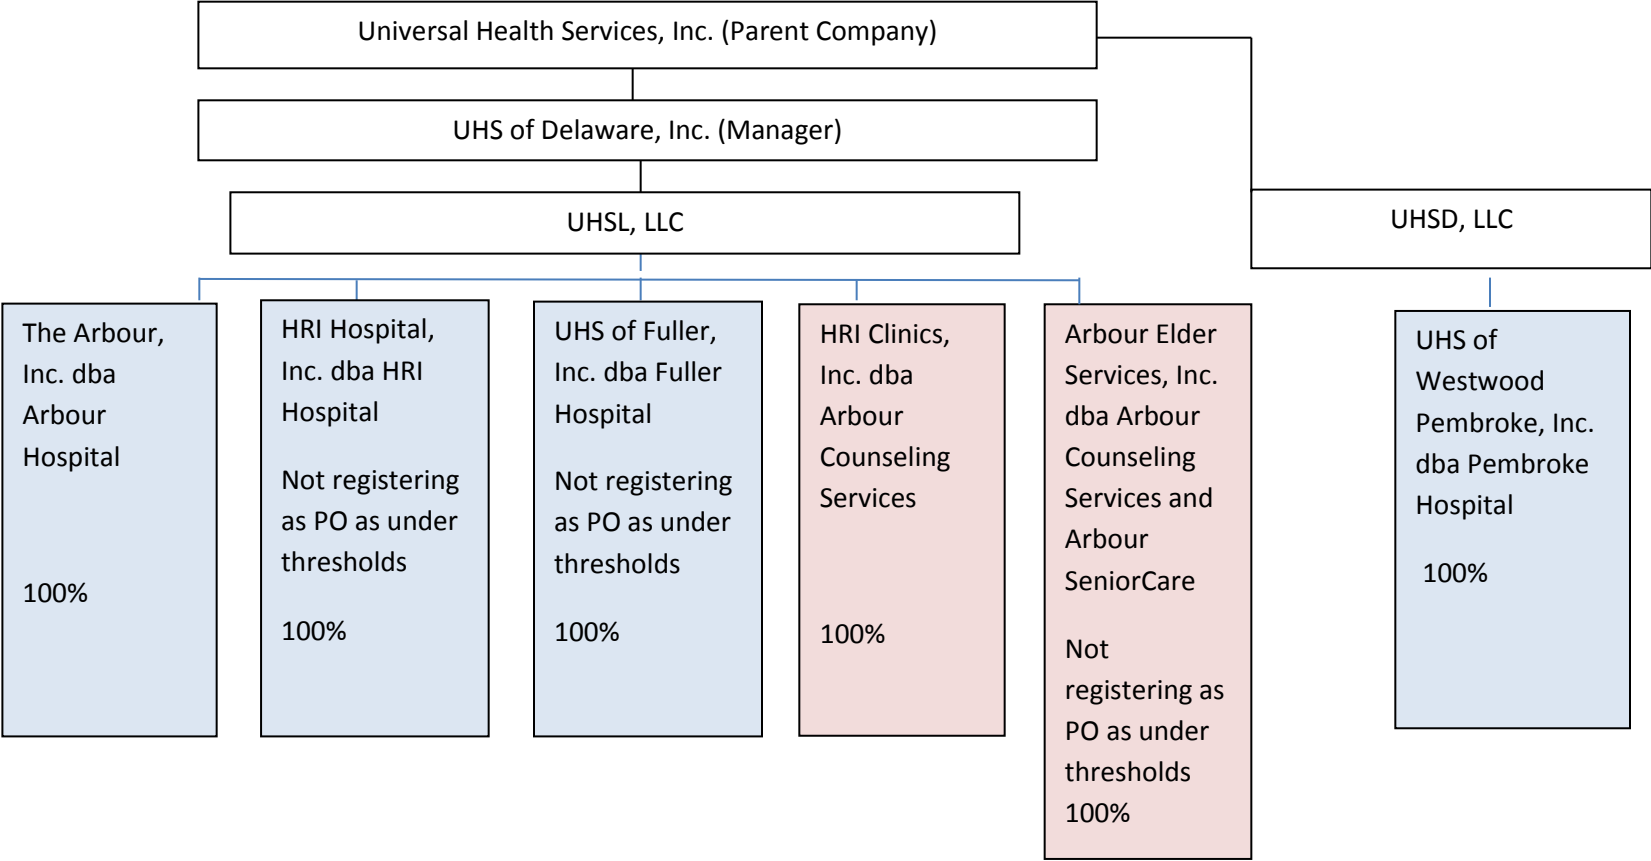 Universal Health Services, Inc. (Parent Company)
UHS of Delaware, Inc. (Manager)
UHSL, LLC
UHSD, LLC
The Arbour,
Inc. dba
Arbour
Hospital
100%
HRI Hospital,
Inc. dba HRI
Hospital
Not registering
as PO as under
thresholds
100%
UHS of Fuller,
Inc. dba Fuller
Hospital
Not registering
as PO as under
thresholds
100%
HRI Clinics,
Inc. dba
Arbour
Counseling
Services
100%
Arbour Elder
Services, Inc.
dba Arbour
Counseling
Services and
Arbour
SeniorCare
Not
registering as
PO as under
thresholds
100%
UHS of
Westwood
Pembroke, Inc.
dba Pembroke
Hospital
100%